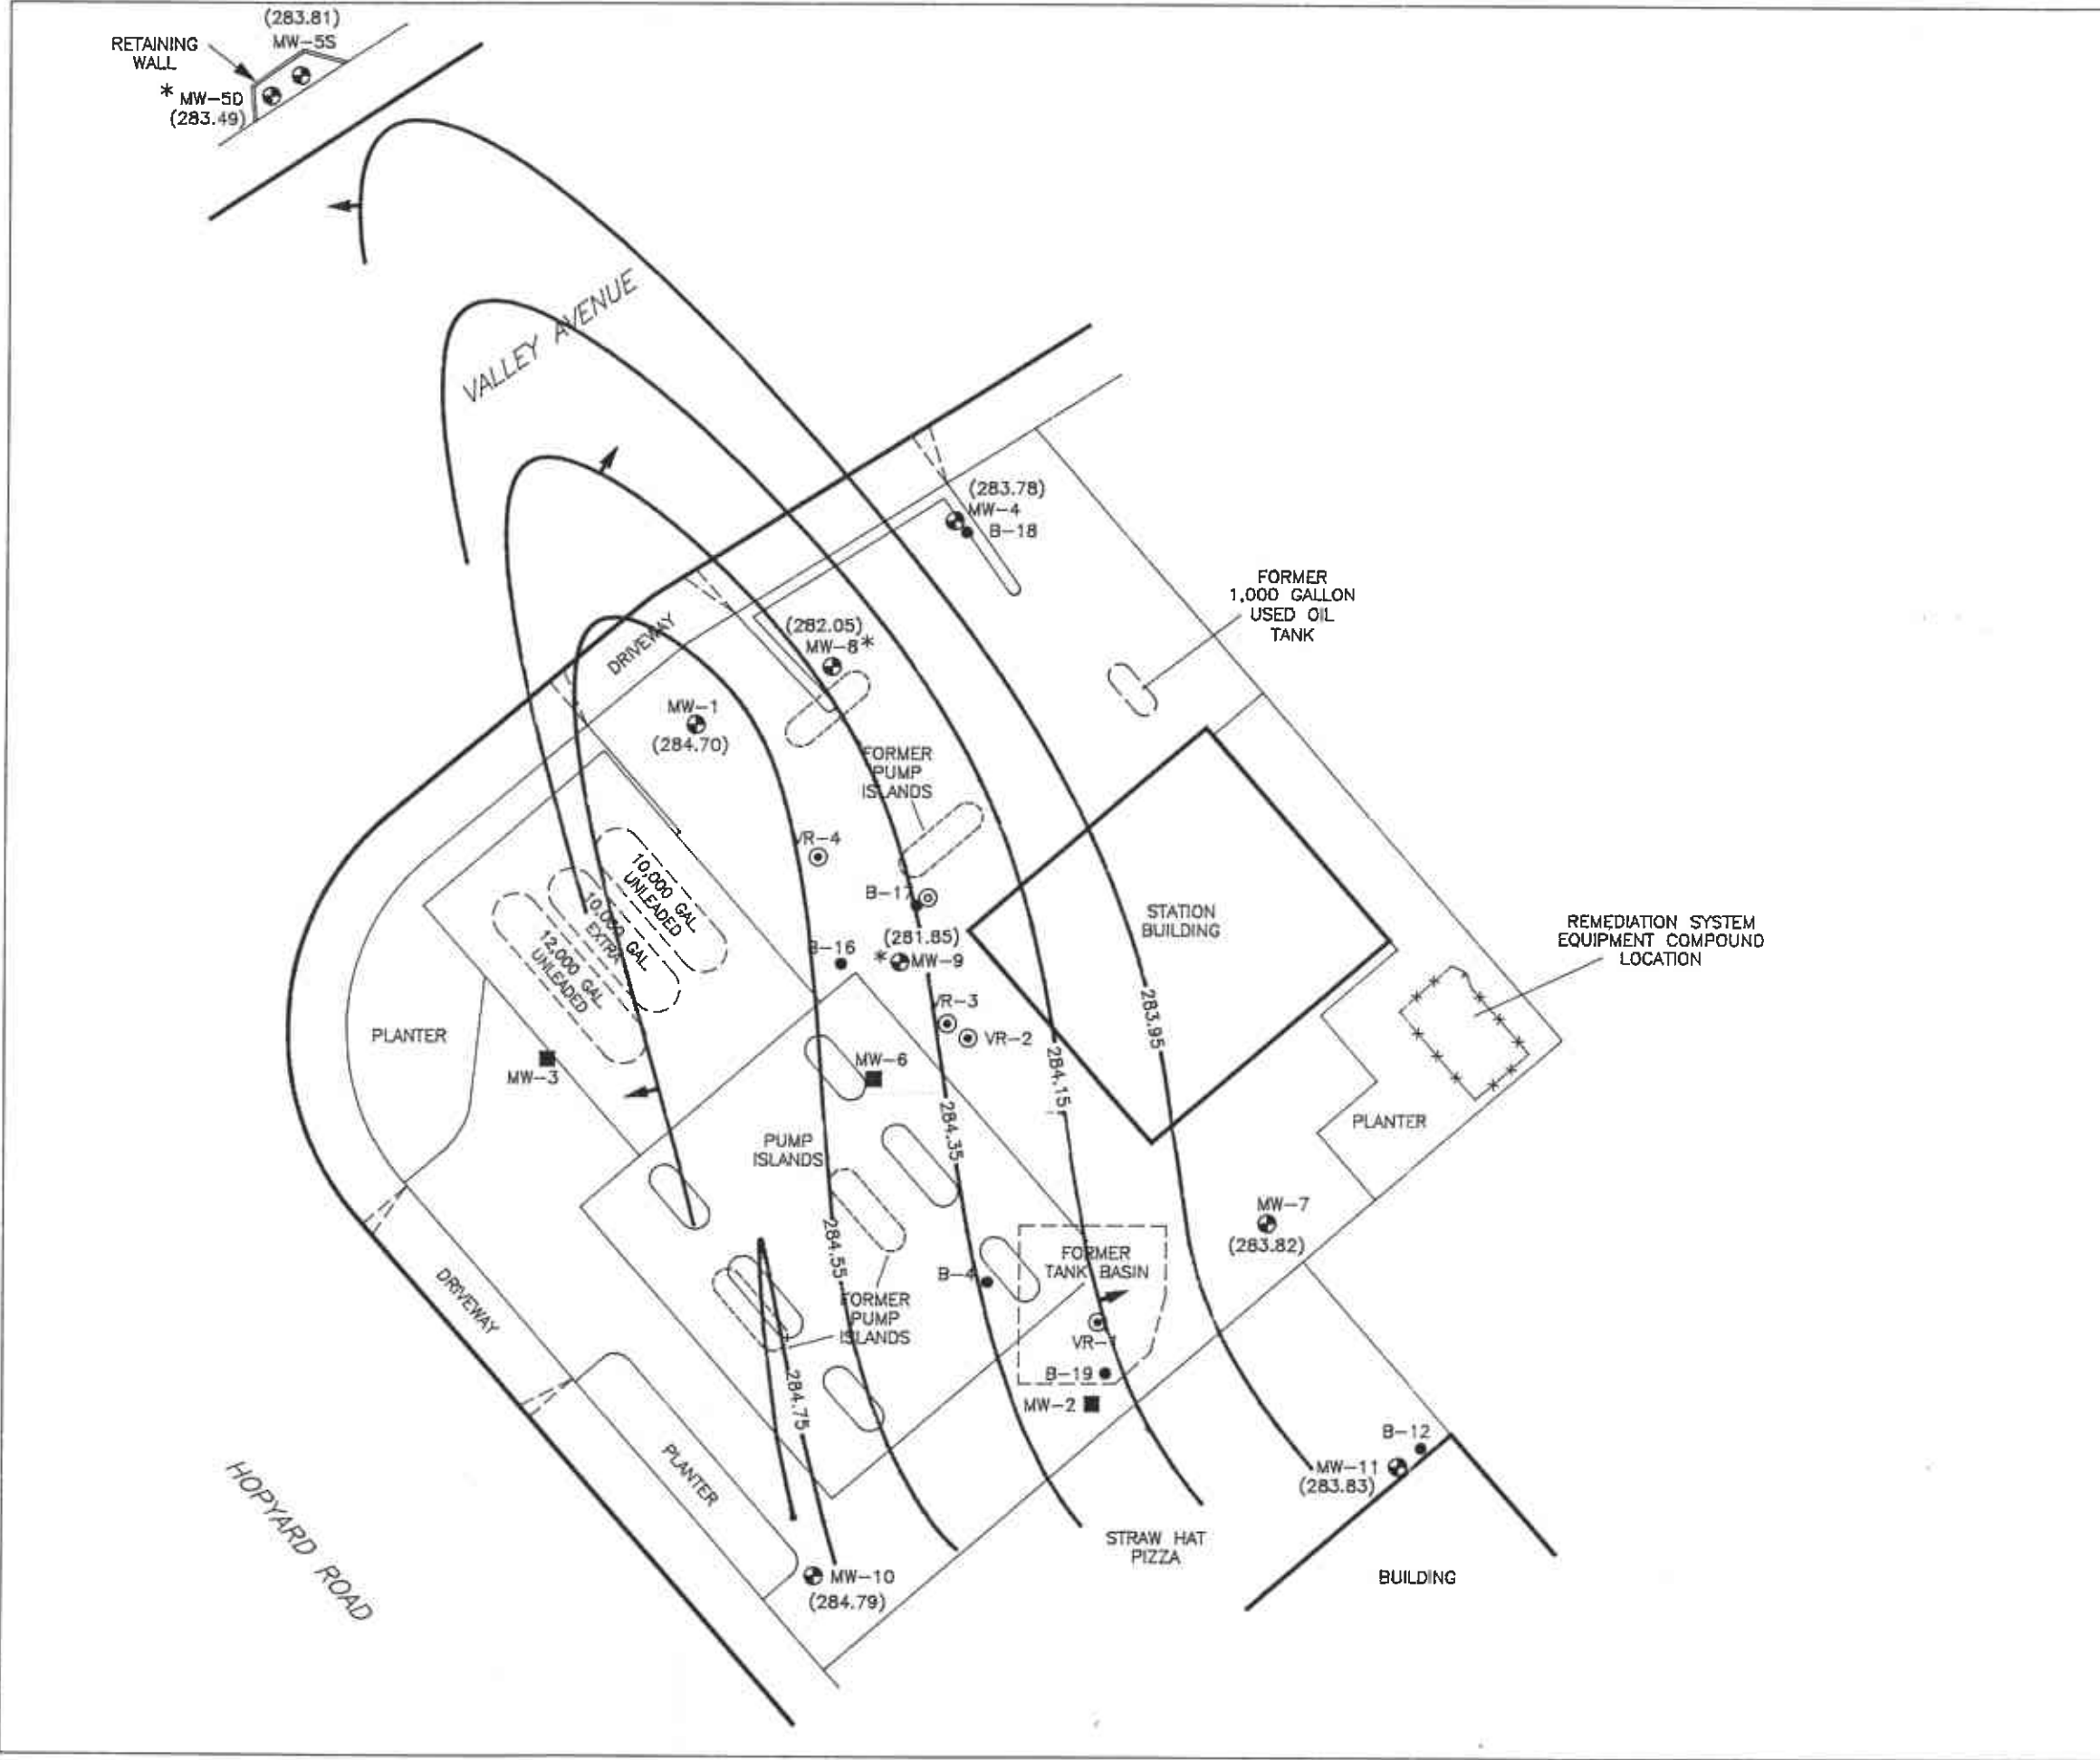 (283.81)
MW-5S
RETAINING
WALL
* MW-5D
(283.49)
VALLEY AVENUE
(283.78)
MW-4
B-18
FORMER
1,000 GALLON
USED OIL
TANK
DRIVEWAY
(282.05)
MW-8*
MW-1
(284.70)
FORMER
PUMP
ISLANDS
VR-4
10,000 GAL.
UNLEADED
10,000 GAL.
EXTRA
12,000 GAL.
UNLEADED
B-17
(281.85)
* MW-9
B-16
STATION
BUILDING
REMEDIATION SYSTEM
EQUIPMENT COMPOUND
LOCATION
283.95
VR-3
VR-2
PLANTER
MW-3
MW-6
284.15
284.35
PLANTER
PUMP
ISLANDS
MW-7
(283.82)
284.55
FORMER
TANK BASIN
B-4
FORMER
PUMP
ISLANDS
DRIVEWAY
VR-1
B-19
MW-2
284.75
B-12
MW-11
(283.83)
PLANTER
HOPYARD ROAD
STRAW HAT
PIZZA
MW-10
(284.79)
BUILDING